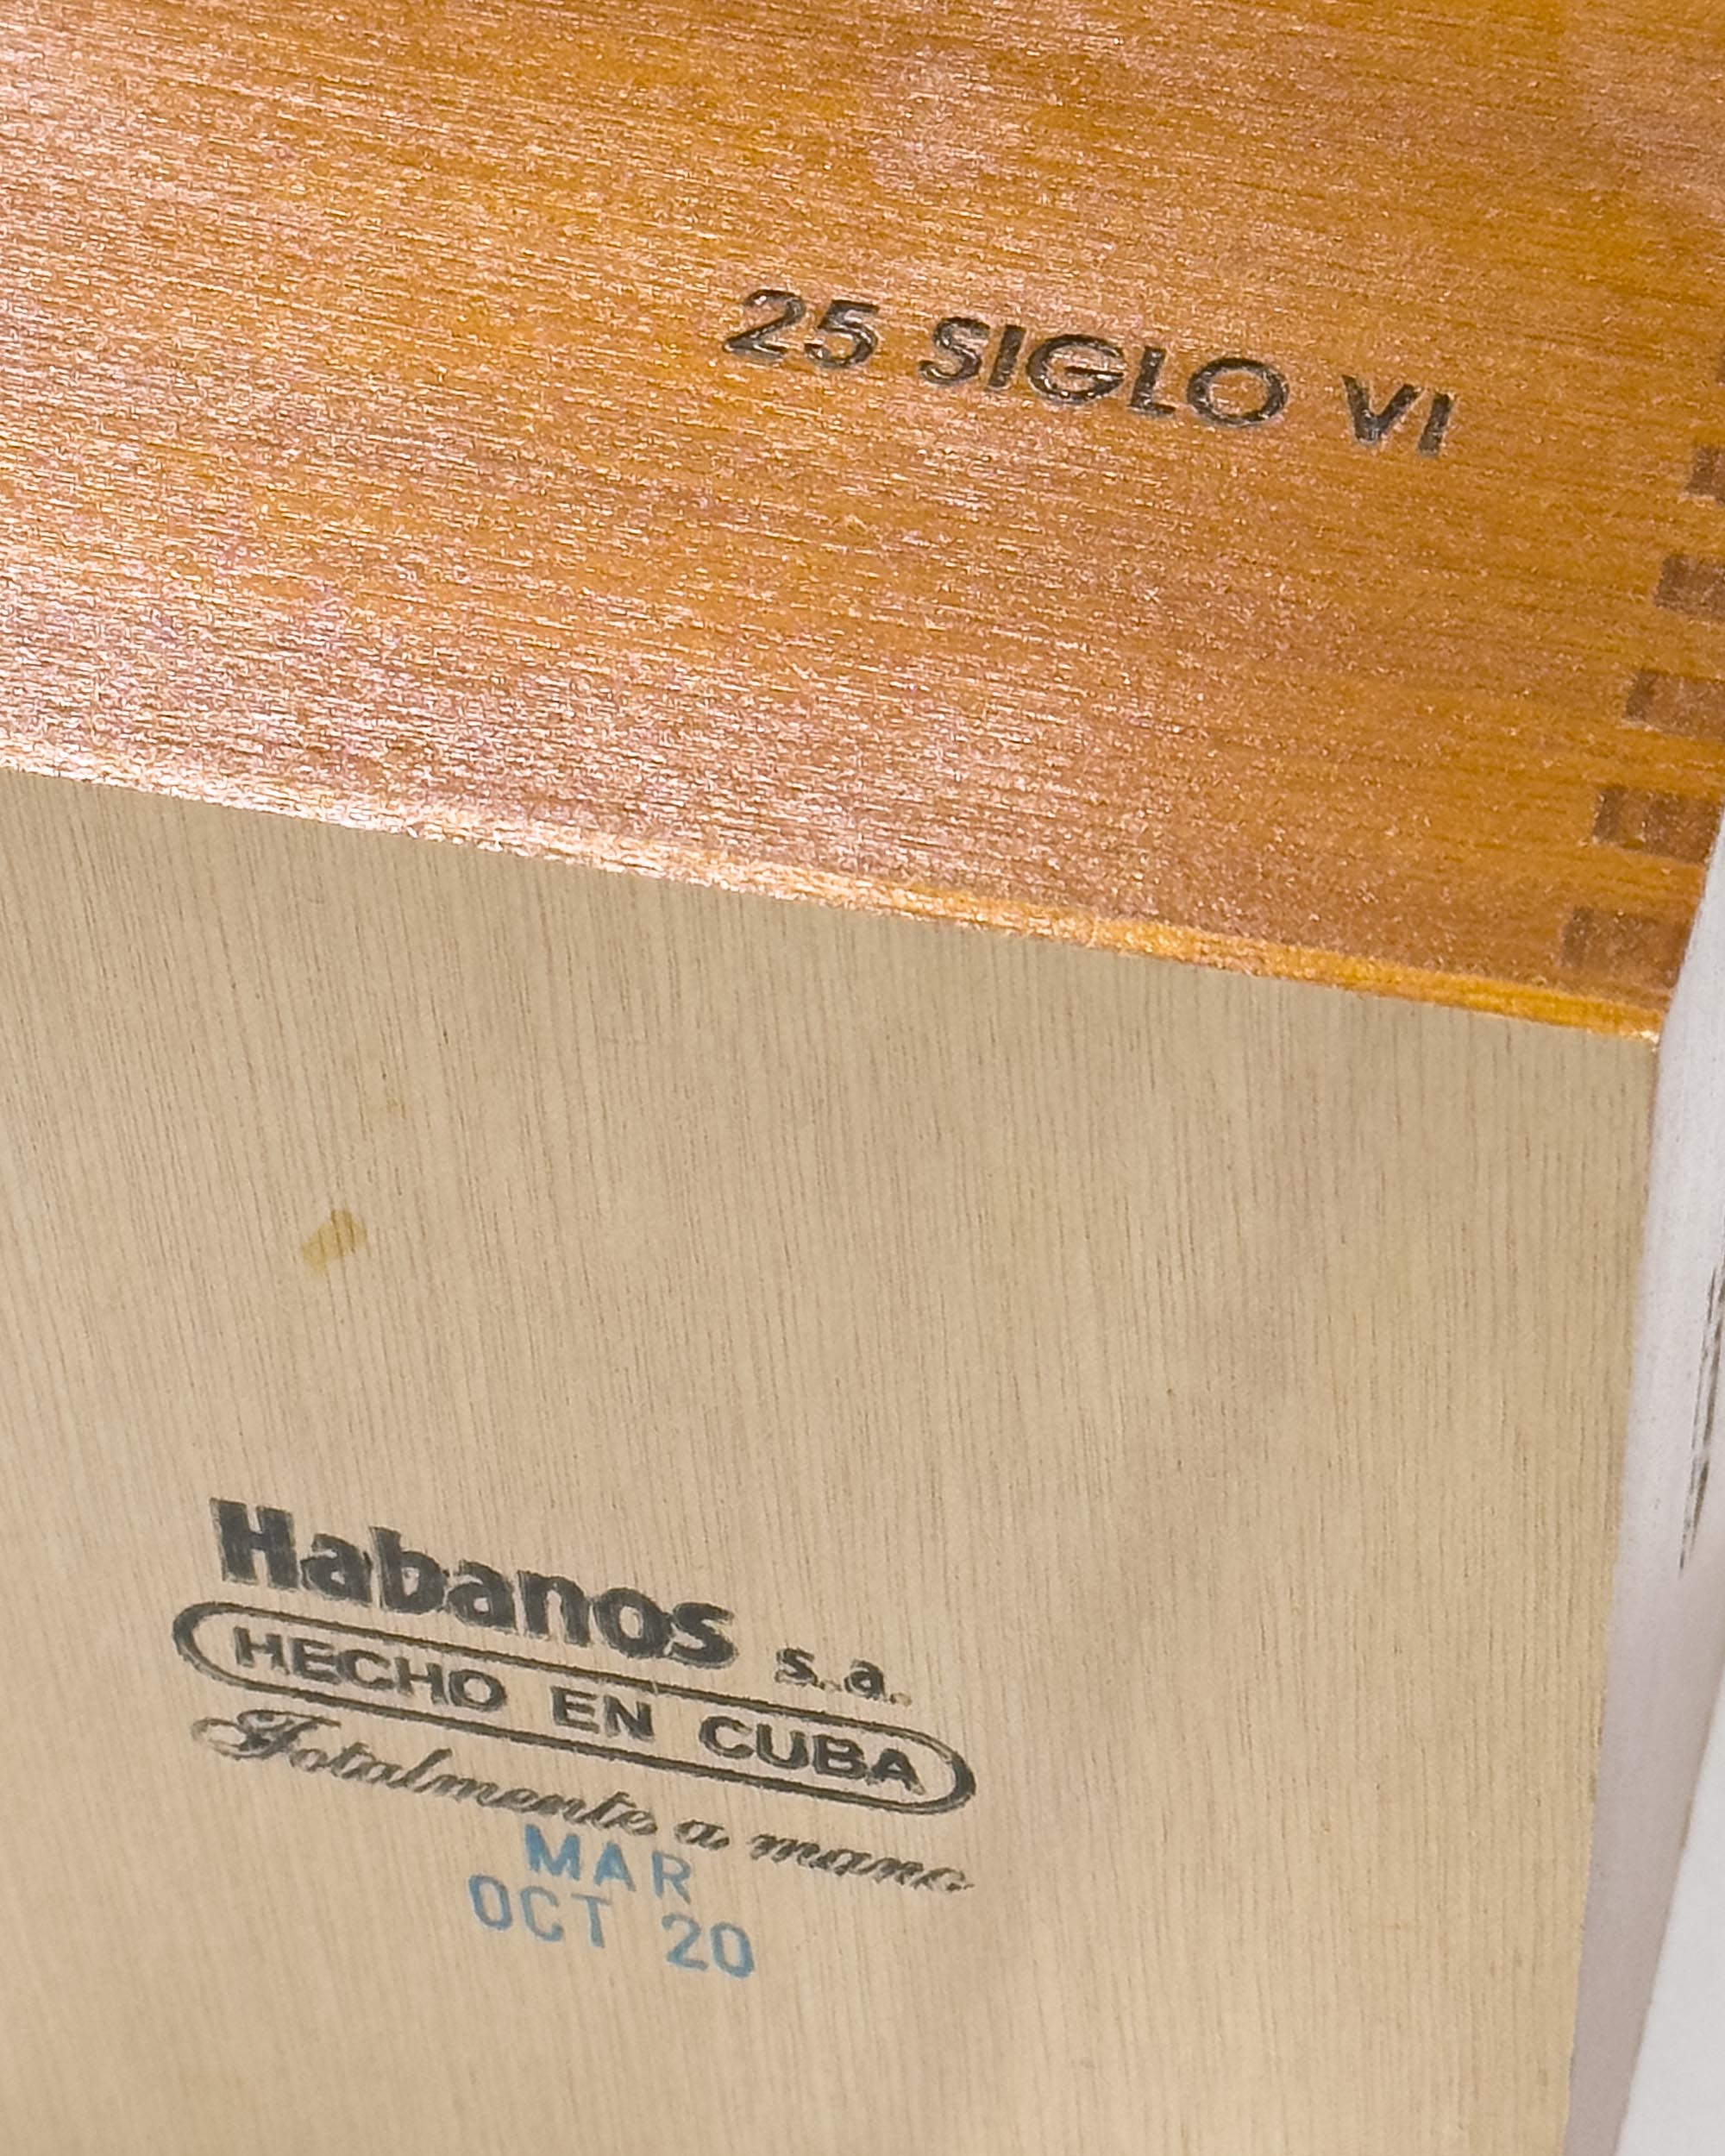 25 SIGLO VI
Habanos s.a.
HECHO EN CUBA
Totalmente a mano
MAR
OCT 20